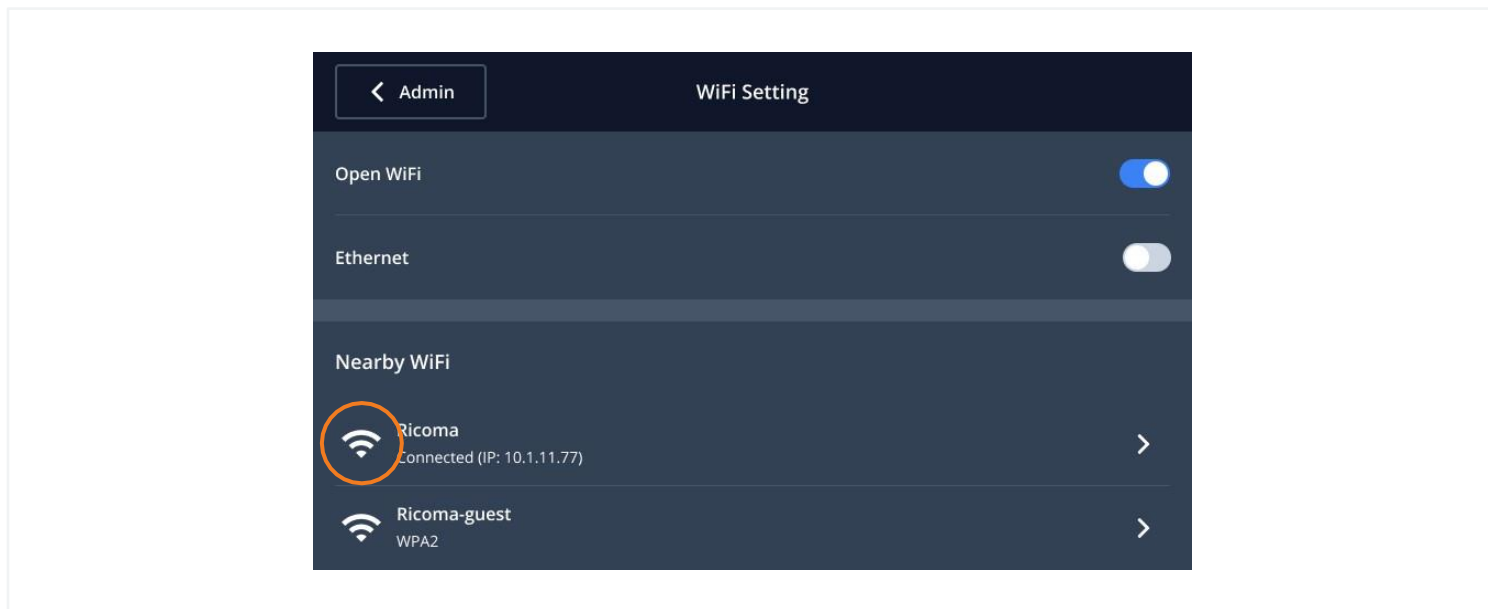 Admin
WiFi Setting
Open WiFi
Ethernet
Nearby WiFi
Ricoma
Connected (IP: 10.1.11.77)
Ricoma-guest
WPA2